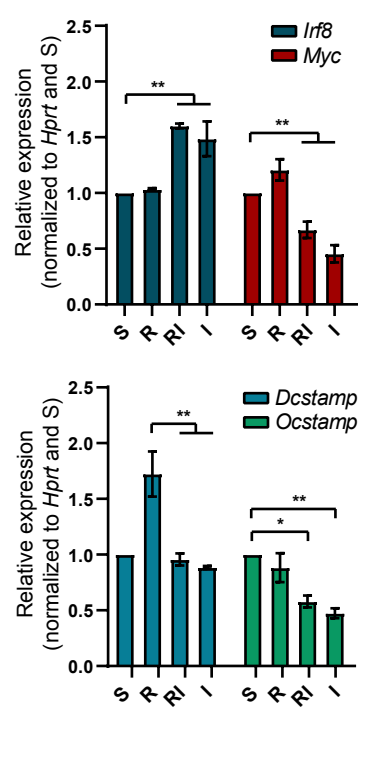 Relative expression
(normalized to Hprt and S)
2.5
2.0
1.5
1.0
0.5
0.0
Irf8
Myc
**
**
S R RI I S R RI I
Relative expression
(normalized to Hprt and S)
2.5
2.0
1.5
1.0
0.5
0.0
Dcstamp
Ocstamp
**
**
*
S R RI I S R RI I